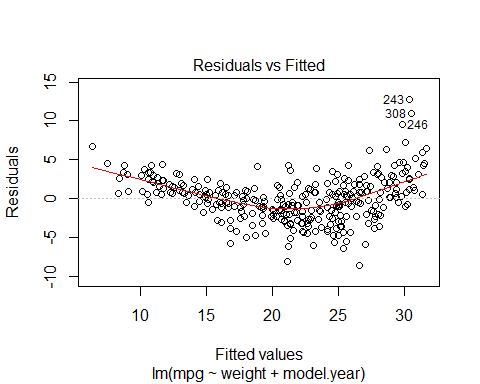 Residuals vs Fitted
Residuals
15
10
5
0
-5
-10
243
308
246
10 15 20 25 30
Fitted values
lm(mpg ~ weight + model.year)